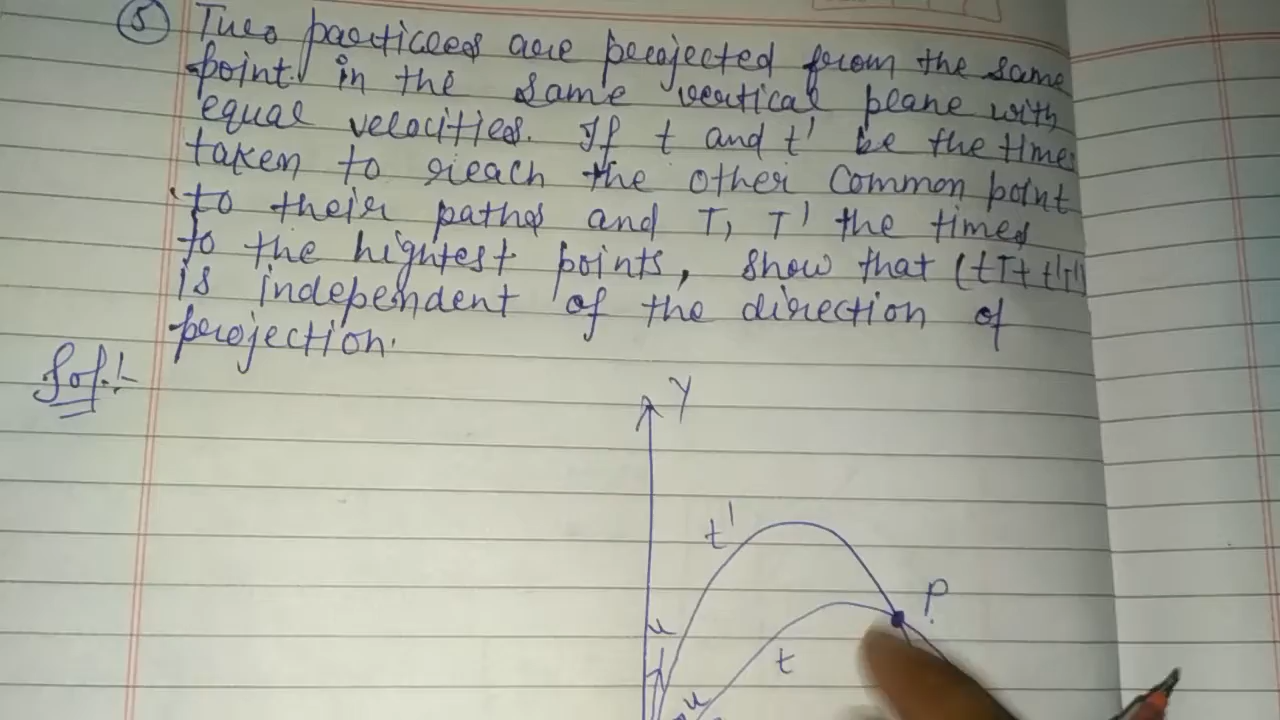 5 Two particles are projected from the same
point in the same vertical plane with
equal velocities. If t and t' be the times
taken to reach the other common point
to their paths and T, T' the times
to the hightest points, show that (tT+t'T')
is independent of the direction of
projection.
Sol.:-
Y
t'
P
u
t
u